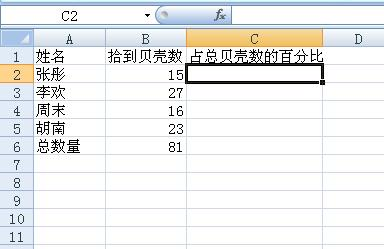 C2 fx
A B C D
1 姓名 拾到贝壳数 占总贝壳数的百分比
2 张彤 15
3 李欢 27
4 周末 16
5 胡南 23
6 总数量 81
7
8
9
10
11